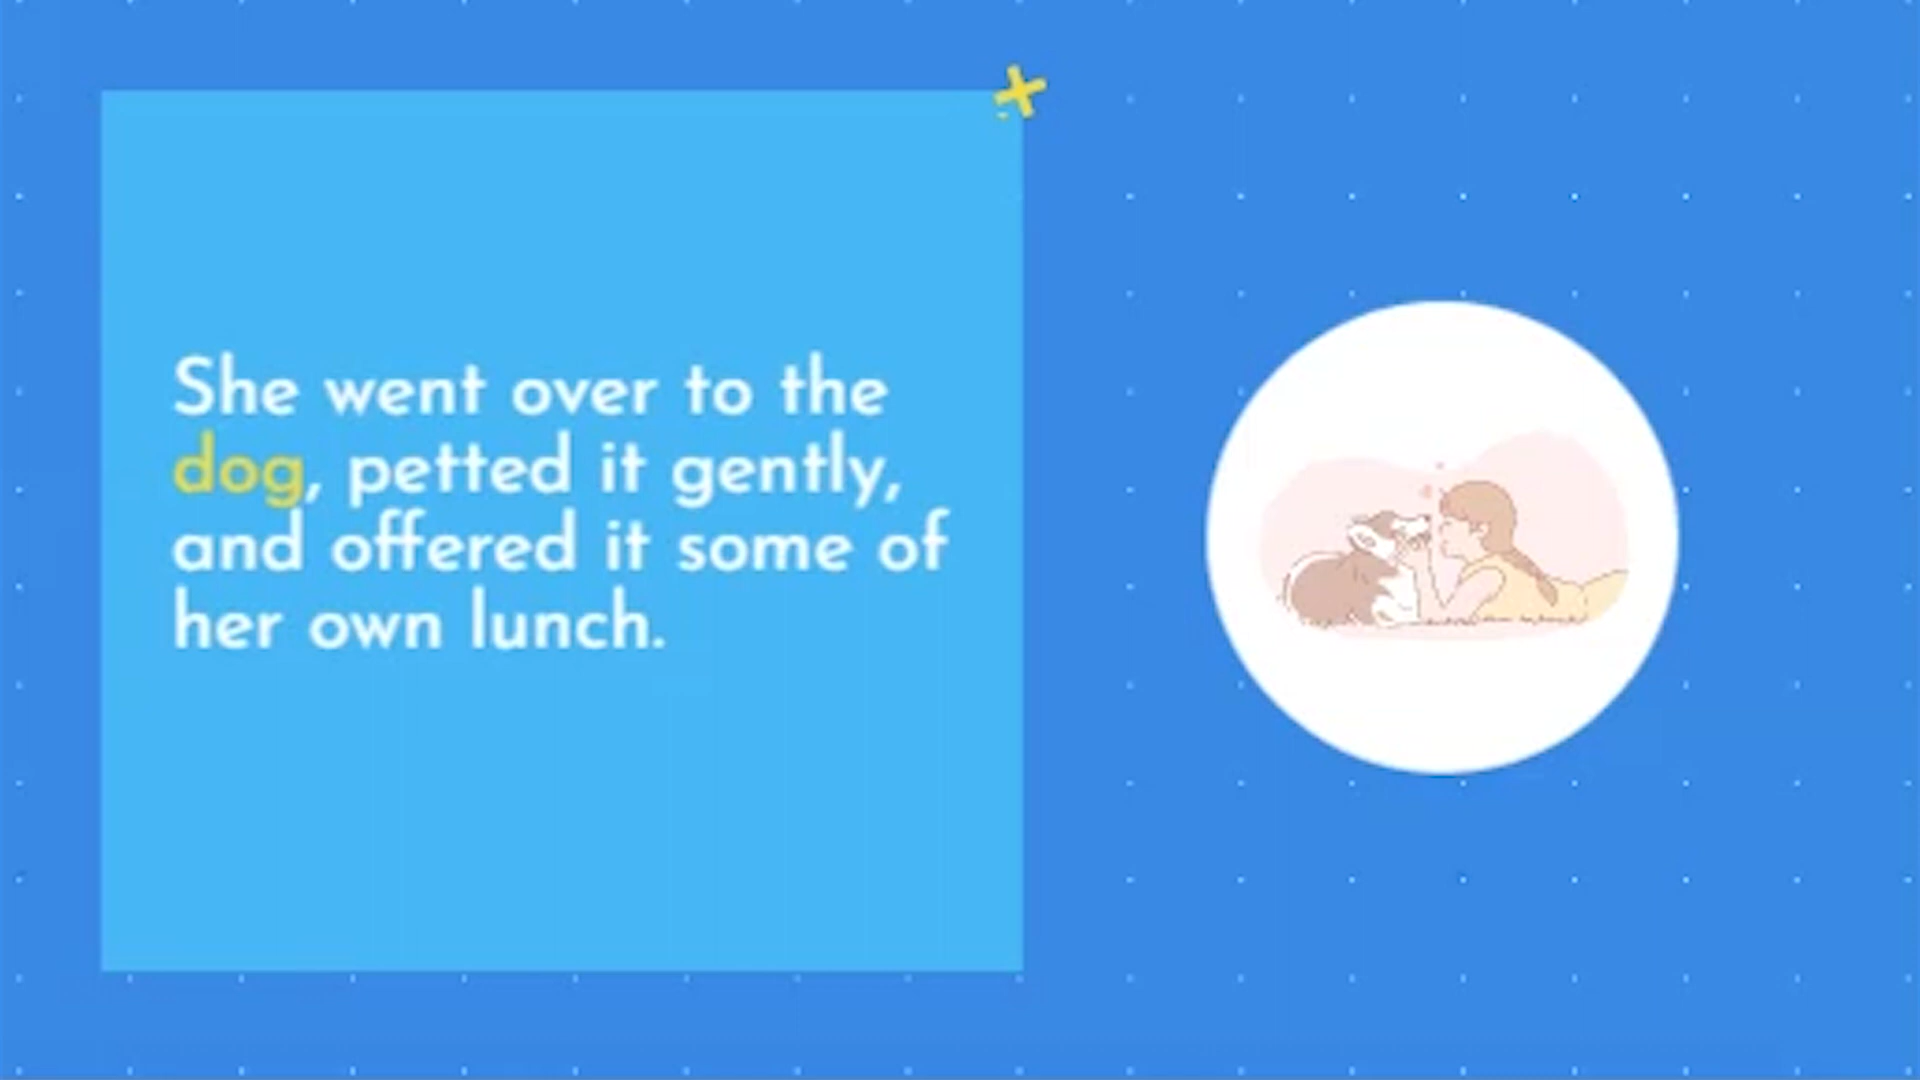 She went over to the
dog, petted it gently,
and offered it some of
her own lunch.